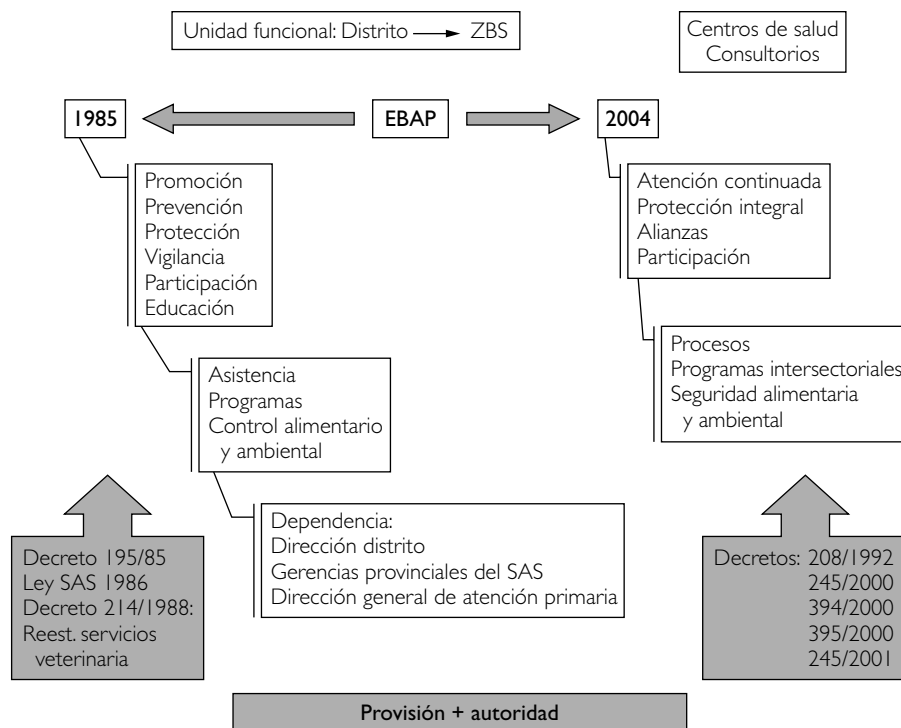 Unidad funcional: Distrito → ZBS
Centros de salud
Consultorios
1985
EBAP
2004
Promoción
Prevención
Protección
Vigilancia
Participación
Educación
Atención continuada
Protección integral
Alianzas
Participación
Asistencia
Programas
Control alimentario
y ambiental
Procesos
Programas intersectoriales
Seguridad alimentaria
y ambiental
Dependencia:
Dirección distrito
Gerencias provinciales del SAS
Dirección general de atención primaria
Decreto 195/85
Ley SAS 1986
Decreto 214/1988:
Reest. servicios
veterinaria
Decretos: 208/1992
245/2000
394/2000
395/2000
245/2001
Provisión + autoridad